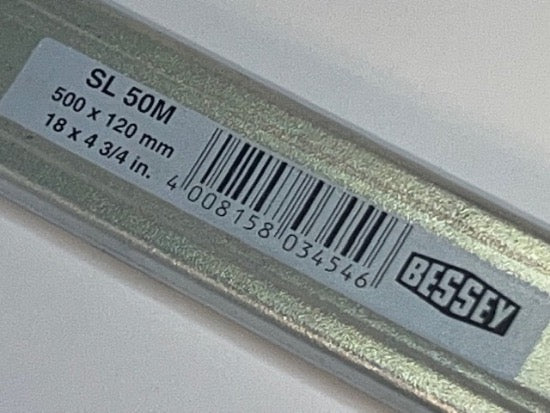 SL 50M
500 x 120 mm
18 x 4 3/4 in.
4 008158 034546
BESSEY